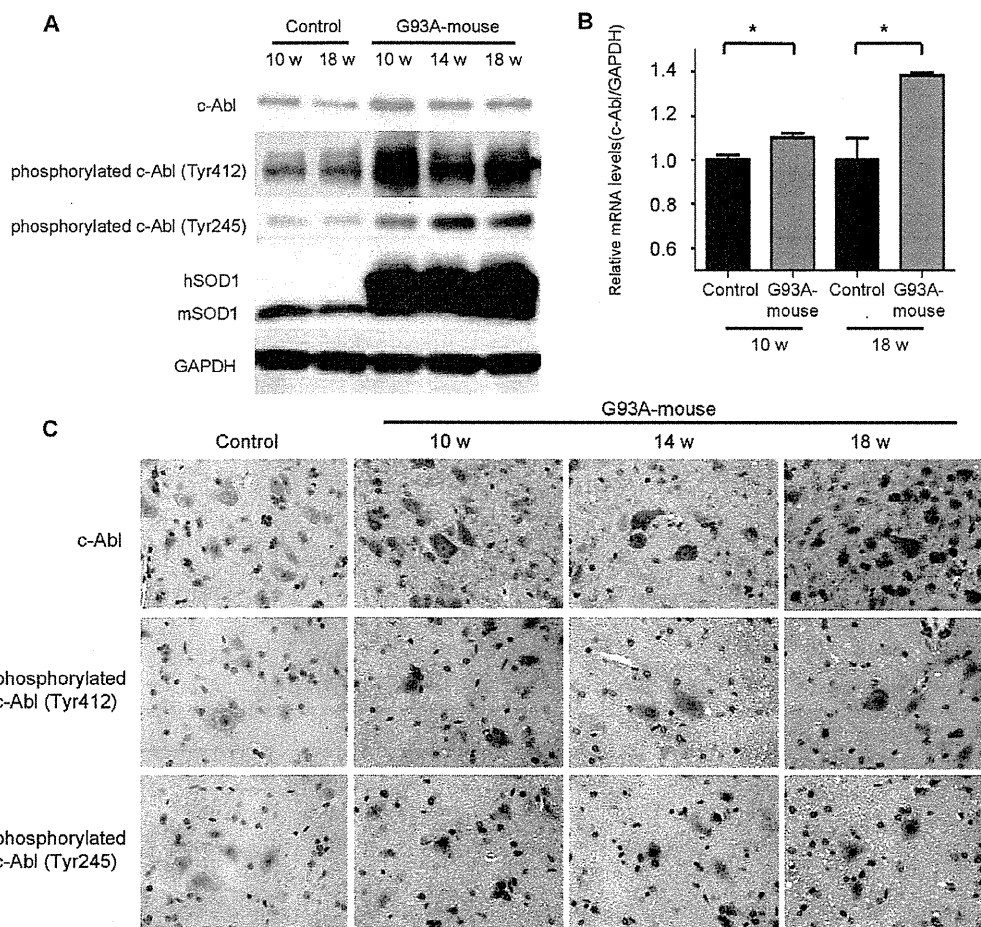 A
Control G93A-mouse
10 w 18 w 10 w 14 w 18 w
c-Abl
phosphorylated c-Abl (Tyr412)
phosphorylated c-Abl (Tyr245)
hSOD1
mSOD1
GAPDH
B
* *
Relative mRNA levels(c-Abl/GAPDH)
1.4
1.2
1.0
0.8
0.6
Control G93A-mouse Control G93A-mouse
10 w 18 w
C
G93A-mouse
Control 10 w 14 w 18 w
c-Abl
phosphorylated
c-Abl (Tyr412)
phosphorylated
c-Abl (Tyr245)